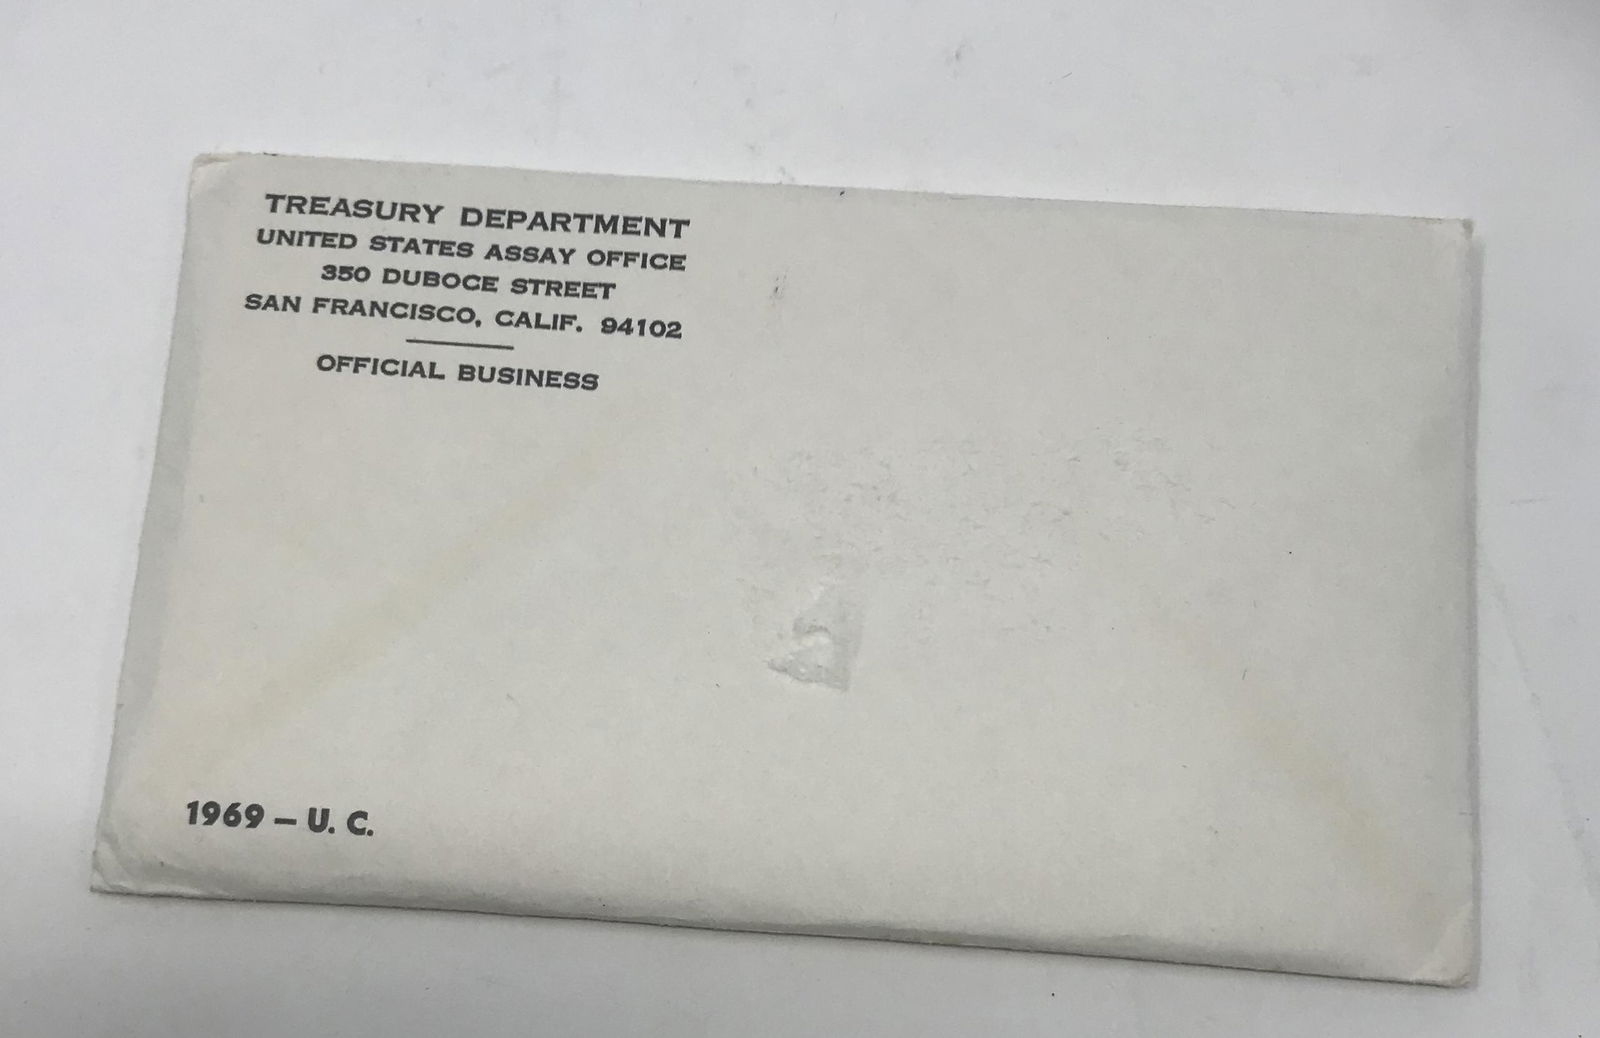 TREASURY DEPARTMENT
UNITED STATES ASSAY OFFICE
350 DUBOCE STREET
SAN FRANCISCO, CALIF. 94102
OFFICIAL BUSINESS
1969 – U. C.